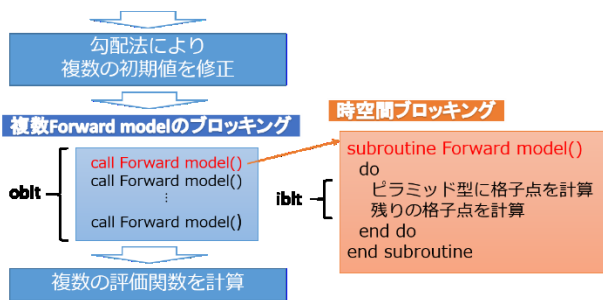 勾配法により
複数の初期値を修正
複数Forward modelのブロッキング
時空間ブロッキング
oblt
call Forward model()
call Forward model()
⋮
call Forward model()
iblt
subroutine Forward model()
do
ピラミッド型に格子点を計算
残りの格子点を計算
end do
end subroutine
複数の評価関数を計算